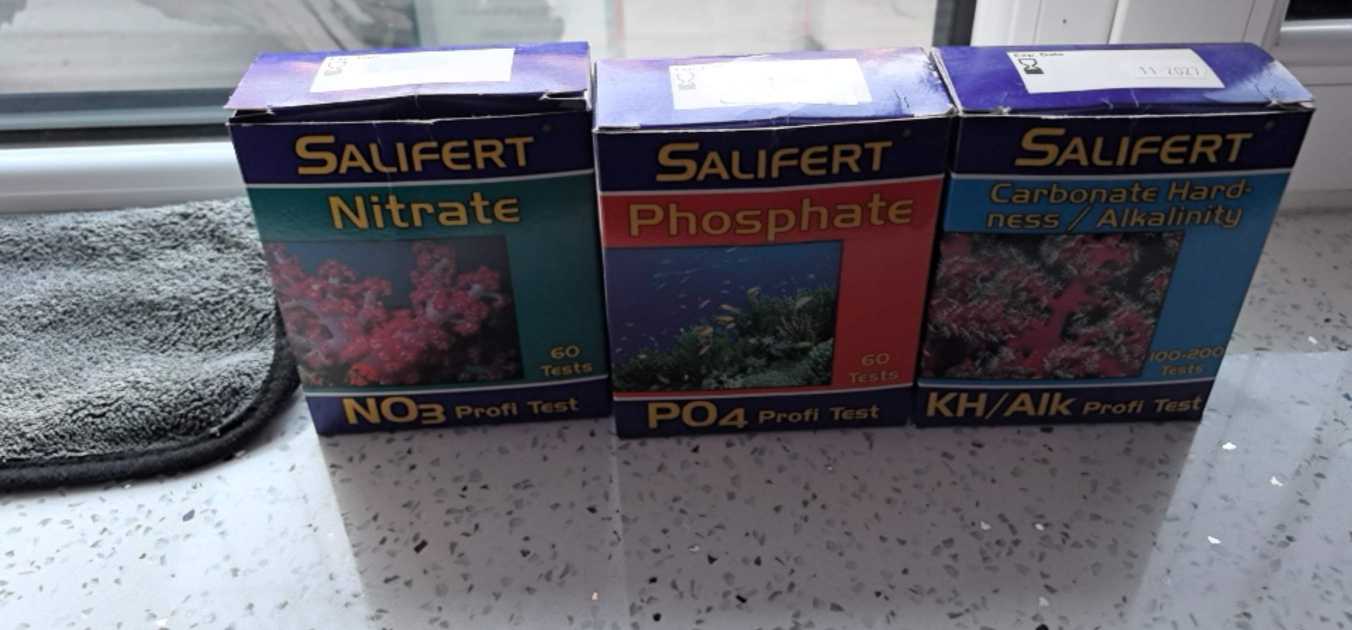 SALIFERT
Nitrate
60
Tests
NO3 Profi Test
SALIFERT
Phosphate
60
Tests
PO4 Profi Test
Exp. Date
11-2027
SALIFERT
Carbonate Hard-
ness / Alkalinity
100-200
Tests
KH/Alk Profi Test